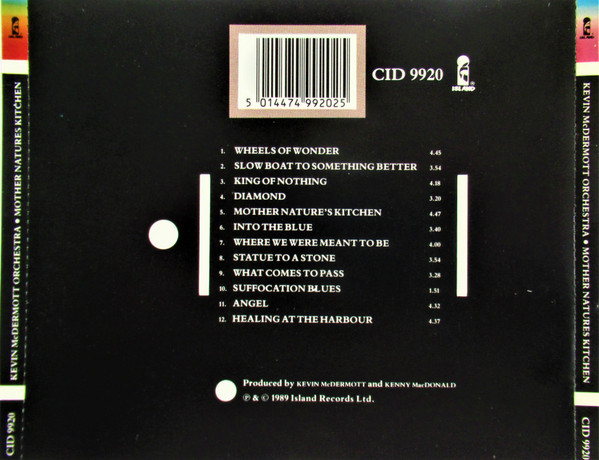 5 014474 992025
CID 9920
ISLAND
1. WHEELS OF WONDER 4.45
2. SLOW BOAT TO SOMETHING BETTER 3.54
3. KING OF NOTHING 4.18
4. DIAMOND 3.20
5. MOTHER NATURE'S KITCHEN 4.47
6. INTO THE BLUE 3.40
7. WHERE WE WERE MEANT TO BE 4.00
8. STATUE TO A STONE 3.54
9. WHAT COMES TO PASS 3.28
10. SUFFOCATION BLUES 1.51
11. ANGEL 4.32
12. HEALING AT THE HARBOUR 4.37
Produced by KEVIN McDERMOTT and KENNY MacDONALD
℗ & © 1989 Island Records Ltd.
KEVIN McDERMOTT ORCHESTRA • MOTHER NATURES KITCHEN
CID 9920
KEVIN McDERMOTT ORCHESTRA • MOTHER NATURES KITCHEN
CID 9920